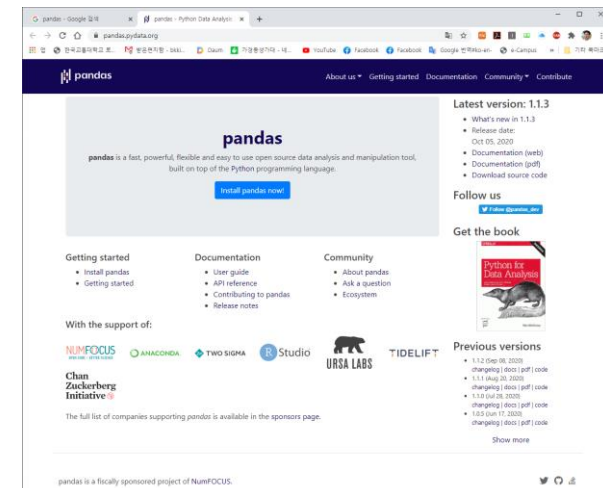 pandas - Google 검색
pandas - Python Data Analysis
pandas.pydata.org
앱
YouTube
Facebook
Facebook
e-Campus
pandas
About us
Getting started
Documentation
Community
Contribute
pandas
pandas is a fast, powerful, flexible and easy to use open source data analysis and manipulation tool,
built on top of the Python programming language.
Install pandas now!
Getting started
Install pandas
Getting started
Documentation
User guide
API reference
Contributing to pandas
Release notes
Community
About pandas
Ask a question
Ecosystem
With the support of:
NUMFOCUS
ANACONDA
TWO SIGMA
R Studio
URSA LABS
TIDELIFT
Chan
Zuckerberg
Initiative
The full list of companies supporting pandas is available in the sponsors page.
Latest version: 1.1.3
What's new in 1.1.3
Release date:
Oct 05, 2020
Documentation (web)
Documentation (pdf)
Download source code
Follow us
Follow @pandas_dev
Get the book
Python for
Data Analysis
Previous versions
1.1.2 (Sep 08, 2020)
changelog | docs | pdf | code
1.1.1 (Aug 20, 2020)
changelog | docs | pdf | code
1.1.0 (Jul 28, 2020)
changelog | docs | pdf | code
1.0.5 (Jun 17, 2020)
changelog | docs | pdf | code
Show more
pandas is a fiscally sponsored project of NumFOCUS.